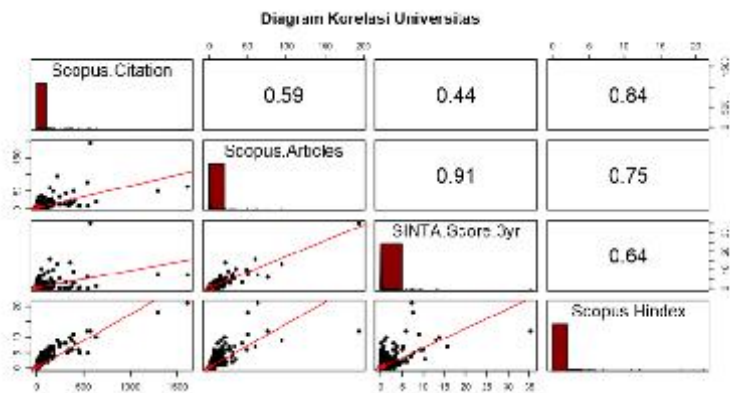 Diagram Korelasi Universitas
0 50 100 150 200
0 5 10 15 20
Scopus.Citation
0.59
0.44
0.84
Scopus.Articles
0.91
0.75
SINTA.Score.3yr
0.64
Scopus.Hindex
0 500 1000 1500
0 5 10 15 20 25 30 35